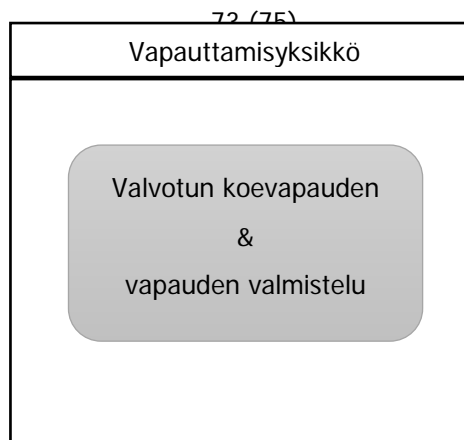 73 (75)
Vapauttamisyksikkö
Valvotun koevapauden
&
vapauden valmistelu